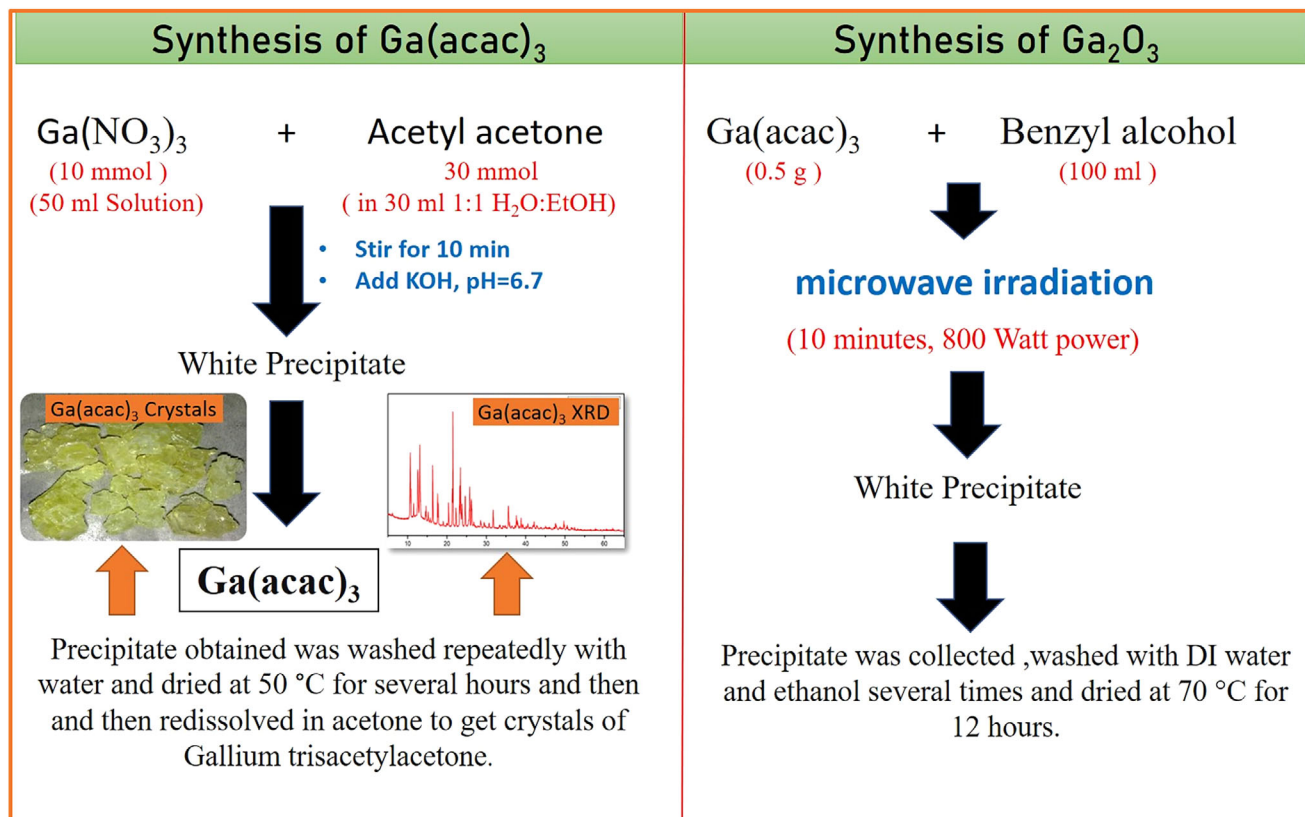 Synthesis of Ga(acac)₃
Ga(NO₃)₃ + Acetyl acetone
(10 mmol )
(50 ml Solution)
30 mmol
( in 30 ml 1:1 H₂O:EtOH)
• Stir for 10 min
• Add KOH, pH=6.7
White Precipitate
Ga(acac)₃ Crystals
Ga(acac)₃ XRD
10 20 30 40 50 60
Ga(acac)₃
Precipitate obtained was washed repeatedly with
water and dried at 50 °C for several hours and then
and then redissolved in acetone to get crystals of
Gallium trisacetylacetone.
Synthesis of Ga₂O₃
Ga(acac)₃ + Benzyl alcohol
(0.5 g ) (100 ml )
microwave irradiation
(10 minutes, 800 Watt power)
White Precipitate
Precipitate was collected ,washed with DI water
and ethanol several times and dried at 70 °C for
12 hours.